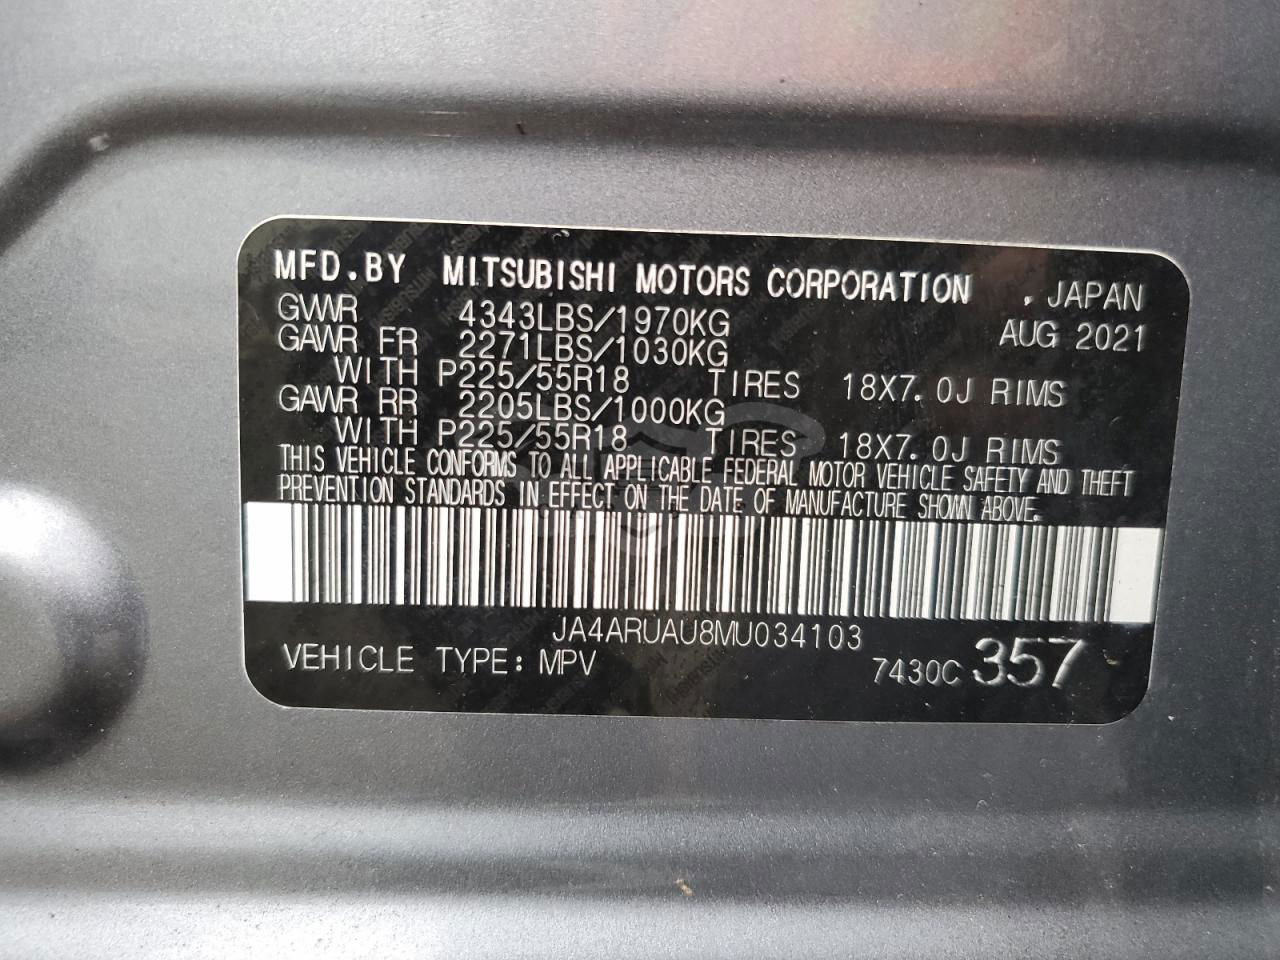 MFD.BY MITSUBISHI MOTORS CORPORATION , JAPAN
GVWR 4343LBS/1970KG AUG 2021
GAWR FR 2271LBS/1030KG
WITH P225/55R18 TIRES 18X7.0J RIMS
GAWR RR 2205LBS/1000KG
WITH P225/55R18 TIRES 18X7.0J RIMS
THIS VEHICLE CONFORMS TO ALL APPLICABLE FEDERAL MOTOR VEHICLE SAFETY AND THEFT
PREVENTION STANDARDS IN EFFECT ON THE DATE OF MANUFACTURE SHOWN ABOVE.
JA4ARUAU8MU034103
VEHICLE TYPE: MPV 7430C 357